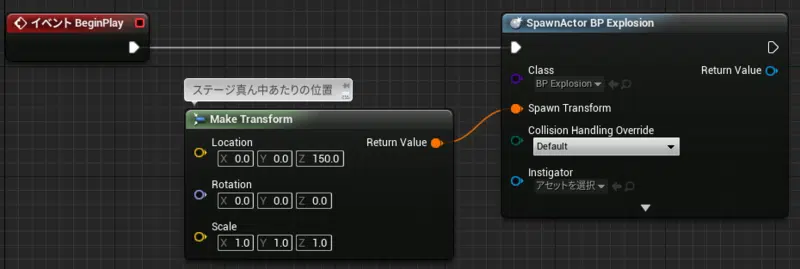 イベント BeginPlay
SpawnActor BP Explosion
Class
BP Explosion
Return Value
ステージ真ん中あたりの位置
Spawn Transform
Make Transform
Location
Return Value
X 0.0 Y 0.0 Z 150.0
Collision Handling Override
Default
Rotation
X 0.0 Y 0.0 Z 0.0
Instigator
アセットを選択
Scale
X 1.0 Y 1.0 Z 1.0